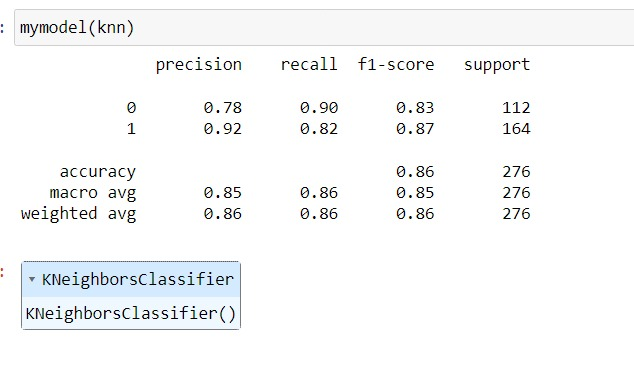 : mymodel(knn)
precision recall f1-score support
0 0.78 0.90 0.83 112
1 0.92 0.82 0.87 164
accuracy 0.86 276
macro avg 0.85 0.86 0.85 276
weighted avg 0.86 0.86 0.86 276
: ▾ KNeighborsClassifier
KNeighborsClassifier()